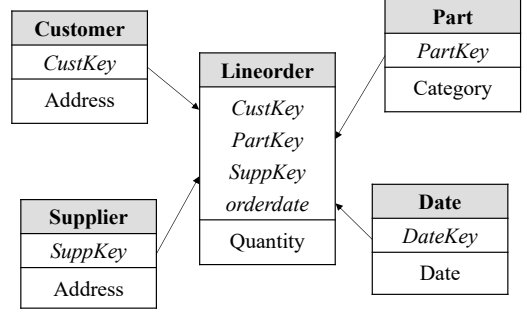 Customer
CustKey
Address
Lineorder
CustKey
PartKey
SuppKey
orderdate
Quantity
Part
PartKey
Category
Supplier
SuppKey
Address
Date
DateKey
Date